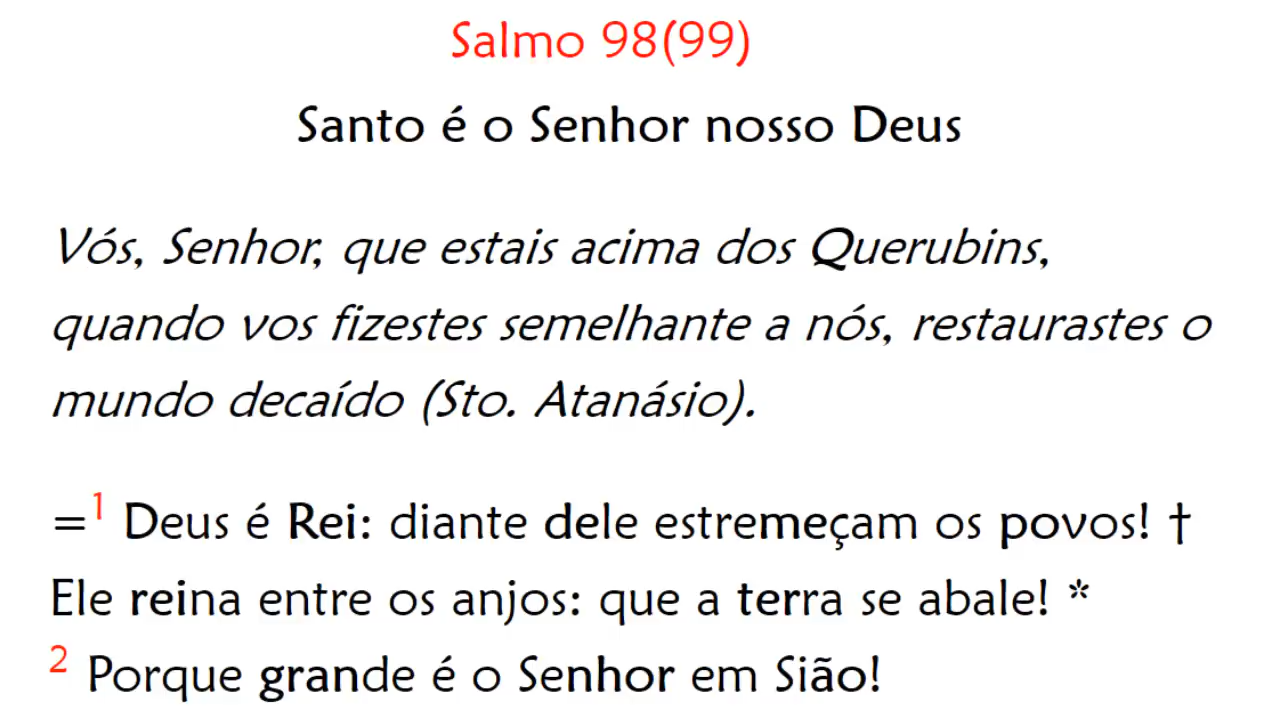 Salmo 98(99)
Santo é o Senhor nosso Deus
Vós, Senhor, que estais acima dos Querubins,
quando vos fizestes semelhante a nós, restaurastes o
mundo decaído (Sto. Atanásio).
=1 Deus é Rei: diante dele estremeçam os povos! †
Ele reina entre os anjos: que a terra se abale! *
2 Porque grande é o Senhor em Sião!